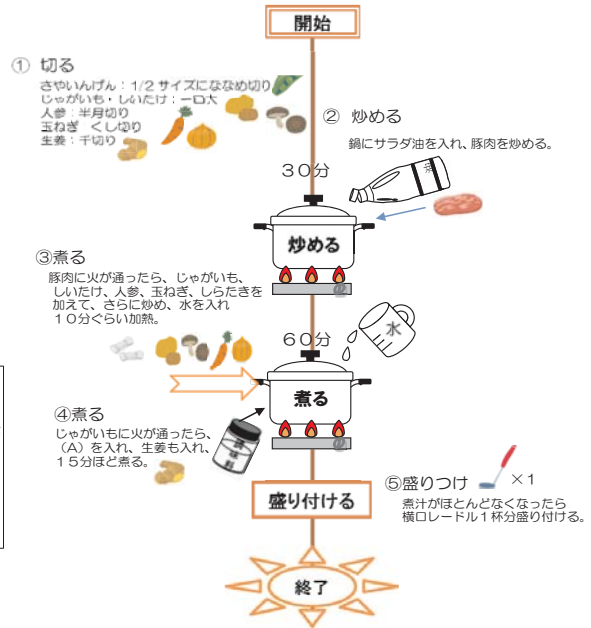 開始
① 切る
さやいんげん：1/2 サイズにななめ切り
じゃがいも・しいたけ：一口大
人参：半月切り
玉ねぎ　くし切り
生姜：千切り
② 炒める
鍋にサラダ油を入れ、豚肉を炒める。
30分
炒める
③煮る
豚肉に火が通ったら、じゃがいも、
しいたけ、人参、玉ねぎ、しらたきを
加えて、さらに炒め、水を入れ
10分ぐらい加熱。
水
60分
煮る
④煮る
じゃがいもに火が通ったら、
（A）を入れ、生姜も入れ、
15分ほど煮る。
調味料
⑤盛りつけ
×1
煮汁がほとんどなくなったら
横口レードル１杯分盛り付ける。
盛り付ける
終了